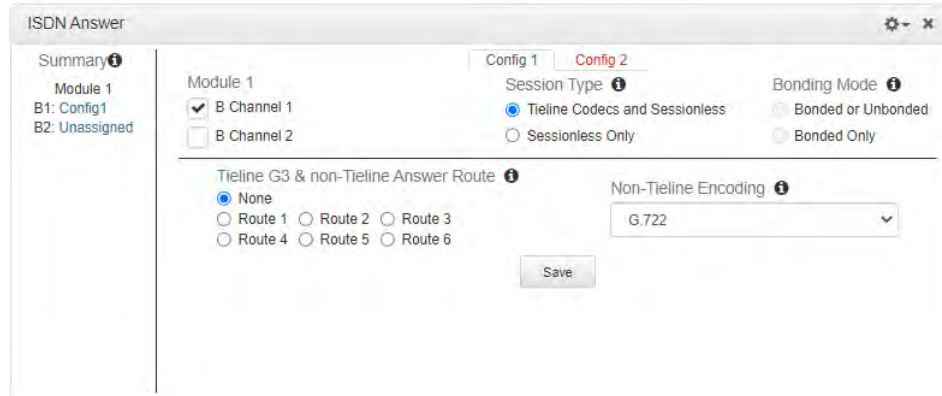 ISDN Answer
Summary
Module 1
B1: Config1
B2: Unassigned
Config 1 Config 2
Module 1
B Channel 1
B Channel 2
Session Type
Tieline Codecs and Sessionless
Sessionless Only
Bonding Mode
Bonded or Unbonded
Bonded Only
Tieline G3 & non-Tieline Answer Route
None
Route 1 Route 2 Route 3
Route 4 Route 5 Route 6
Non-Tieline Encoding
G.722
Save